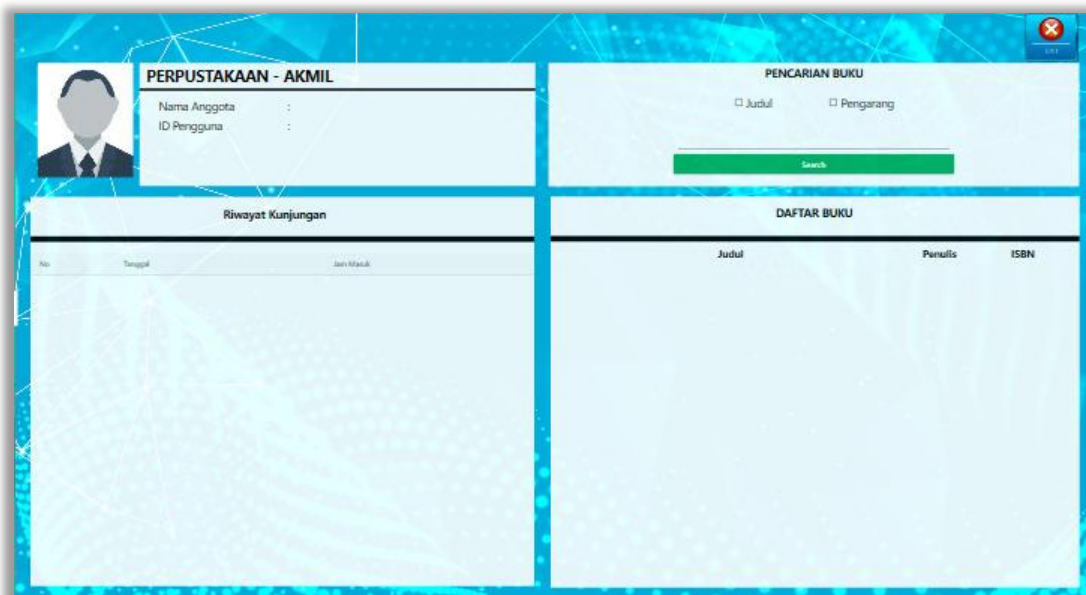 PERPUSTAKAAN - AKMIL
Nama Anggota :
ID Pengguna :
PENCARIAN BUKU
Judul Pengarang
Search
Riwayat Kunjungan
No Tanggal Jam Masuk
DAFTAR BUKU
Judul Penulis ISBN